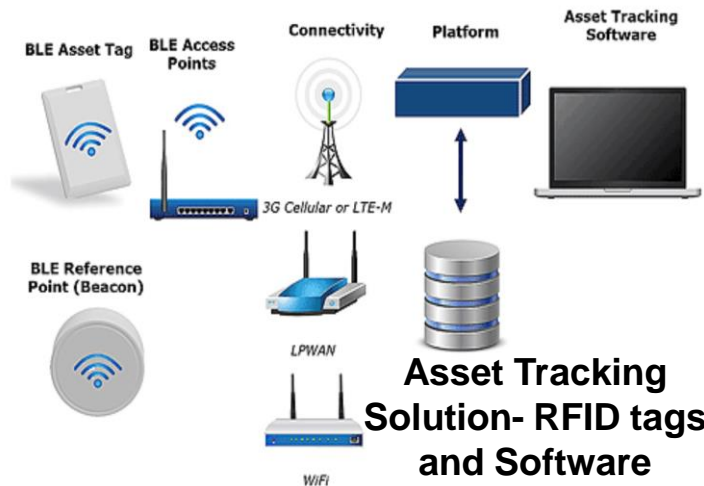 BLE Asset Tag
BLE Access
Points
Connectivity
Platform
Asset Tracking
Software
3G Cellular or LTE-M
BLE Reference
Point (Beacon)
LPWAN
WiFi
Asset Tracking
Solution- RFID tags
and Software